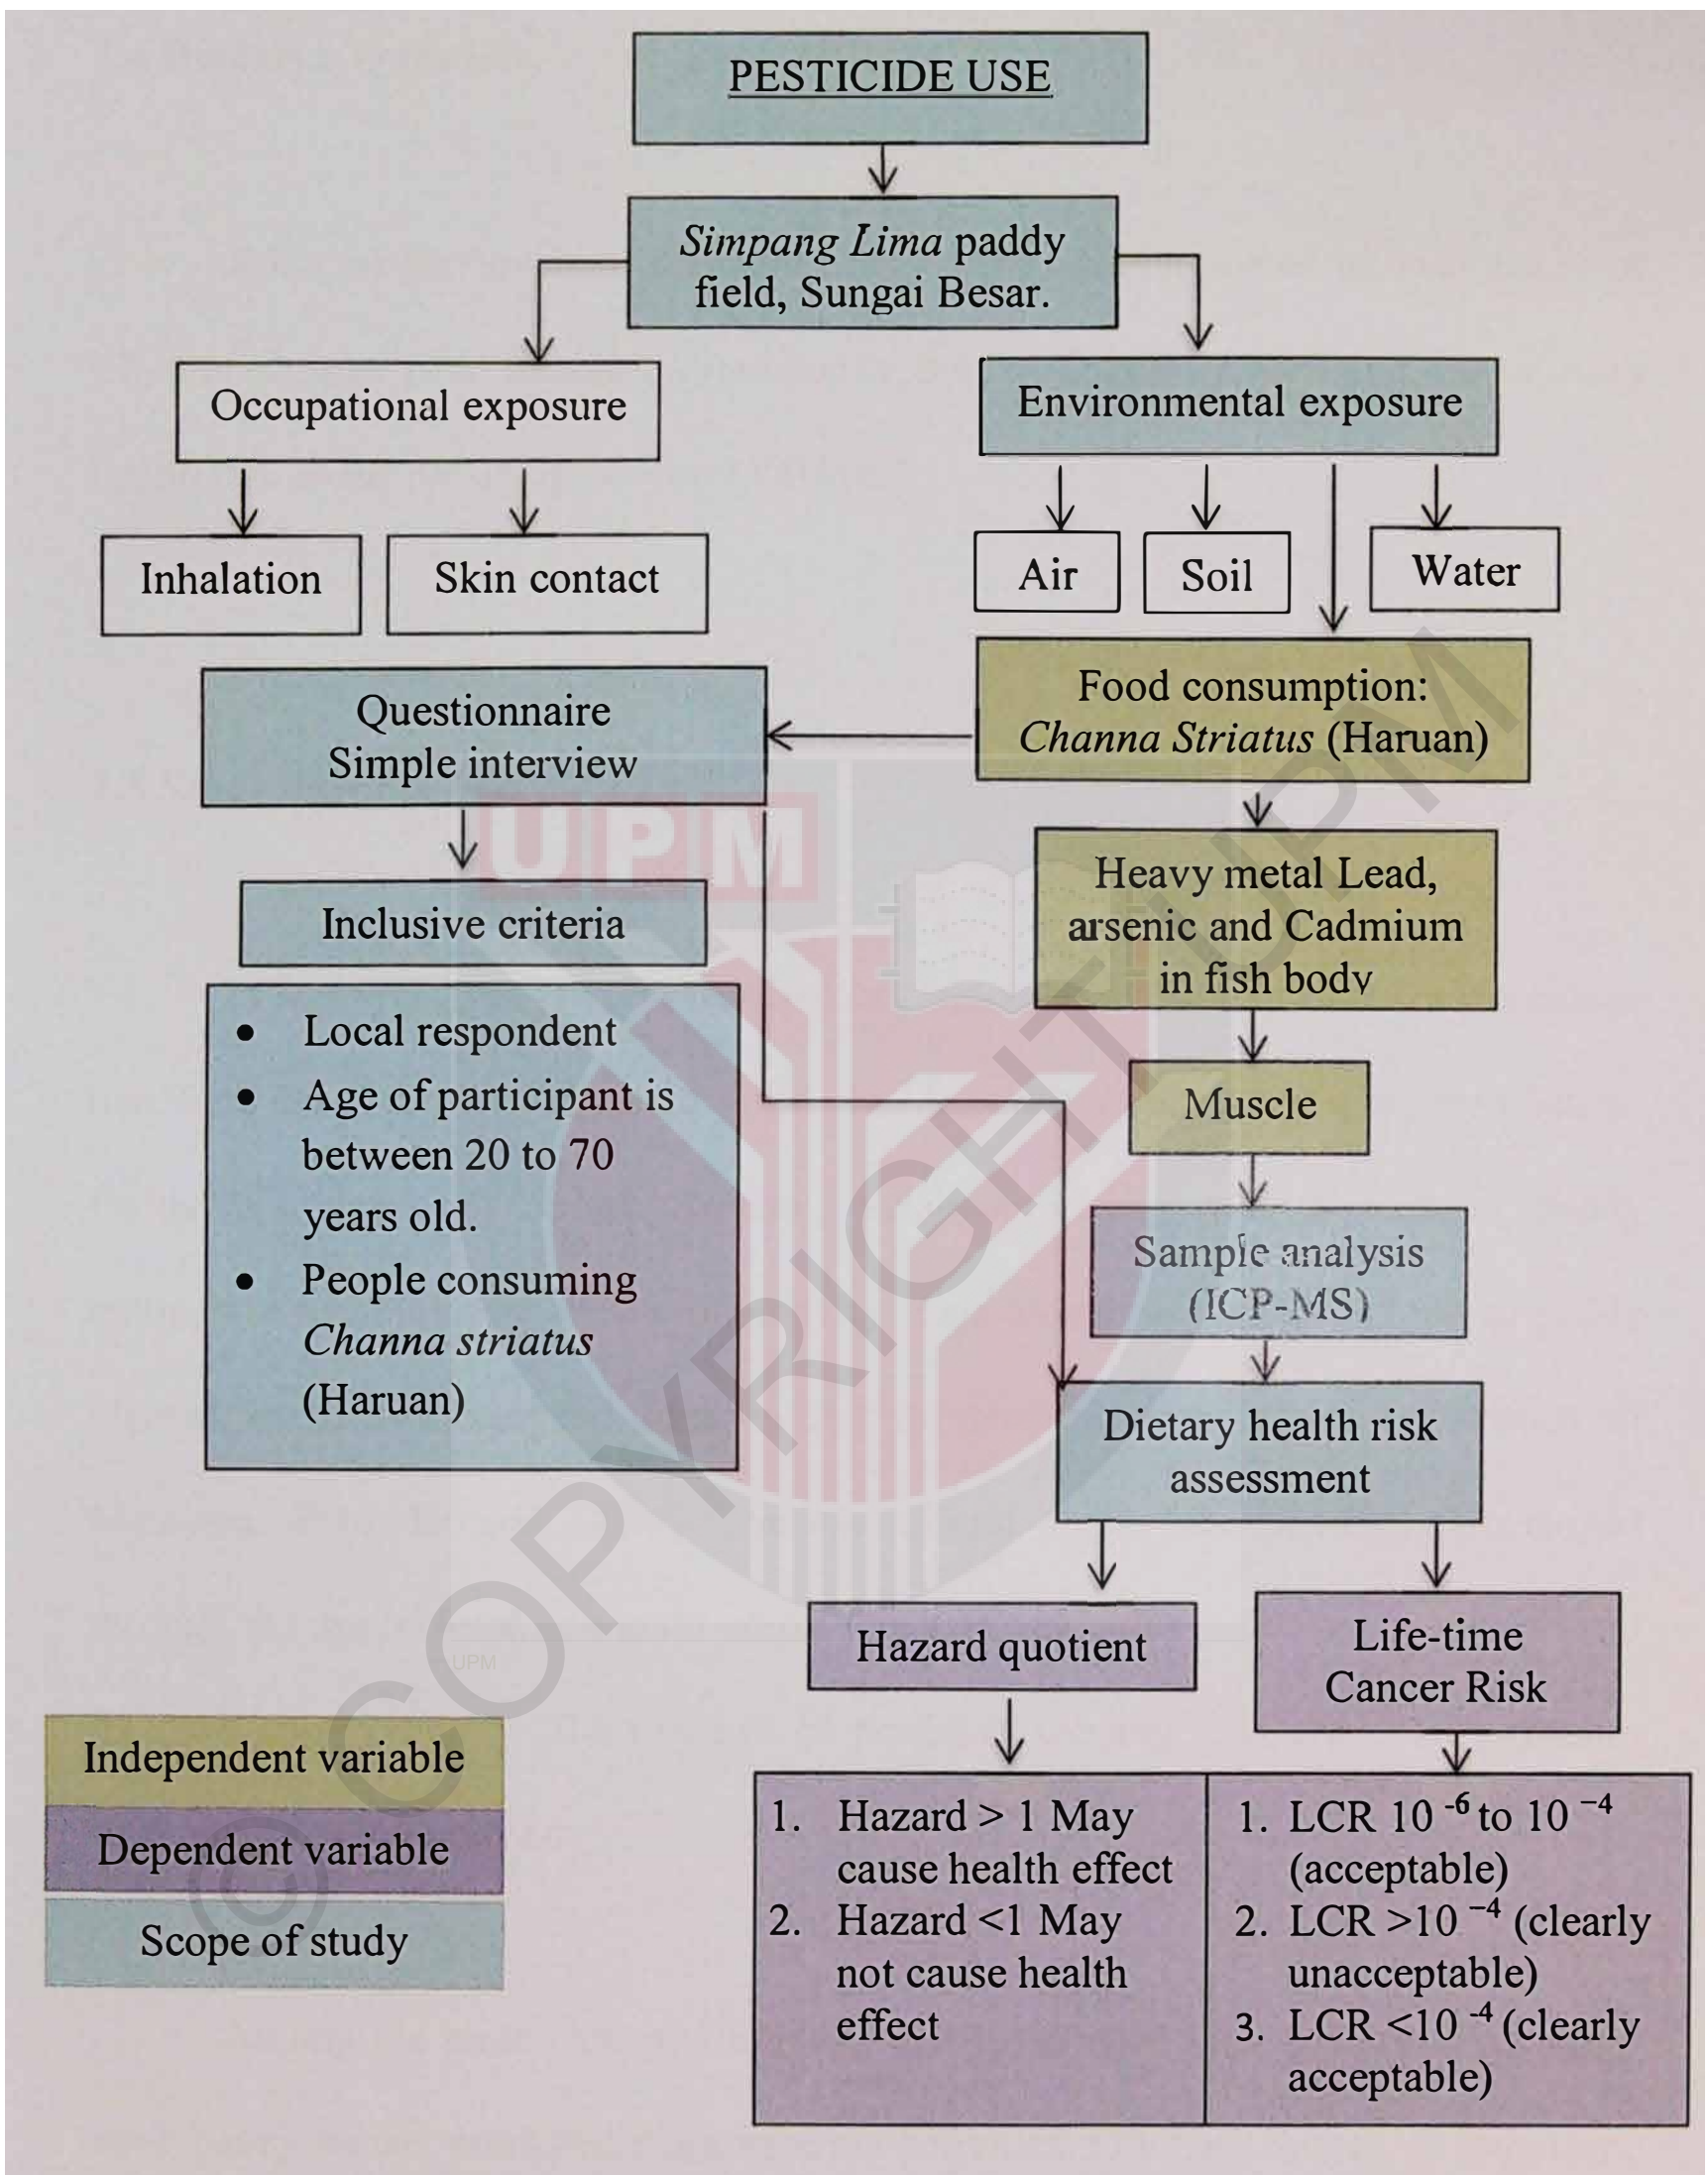 PESTICIDE USE
Simpang Lima paddy
field, Sungai Besar.
Occupational exposure
Environmental exposure
Inhalation
Skin contact
Air
Soil
Water
Questionnaire
Simple interview
Food consumption:
Channa Striatus (Haruan)
UPM
Inclusive criteria
Heavy metal Lead,
arsenic and Cadmium
in fish body
• Local respondent
• Age of participant is
between 20 to 70
years old.
• People consuming
Channa striatus
(Haruan)
Muscle
Sample analysis
(ICP-MS)
Dietary health risk
assessment
Hazard quotient
Life-time
Cancer Risk
UPM
Independent variable
Dependent variable
Scope of study
1. Hazard > 1 May
cause health effect
2. Hazard <1 May
not cause health
effect
1. LCR 10 ⁻⁶ to 10 ⁻⁴
(acceptable)
2. LCR >10 ⁻⁴ (clearly
unacceptable)
3. LCR <10 ⁻⁴ (clearly
acceptable)
© COPYRIGHT UPM